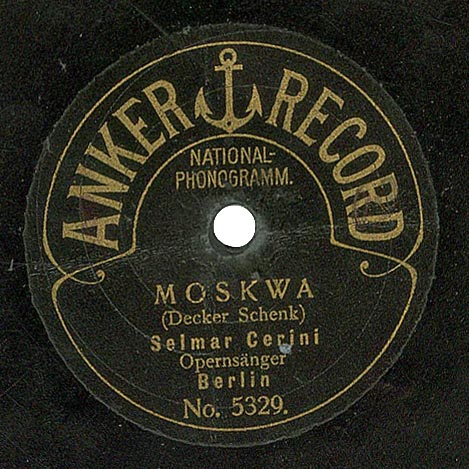 ANKER RECORD
NATIONAL-
PHONOGRAMM.
MOSKWA
(Decker Schenk)
Selmar Cerini
Opernsänger
Berlin
No. 5329.